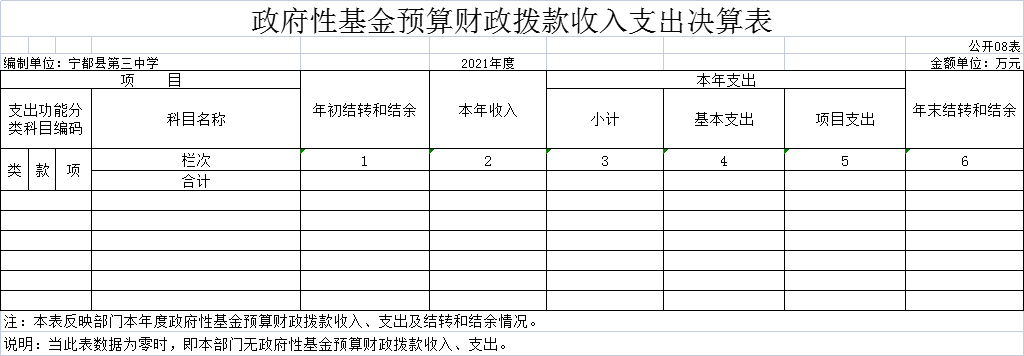 政府性基金预算财政拨款收入支出决算表
公开08表
编制单位：宁都县第三中学 2021年度 金额单位：万元
项 目 年初结转和结余 本年收入 本年支出 年末结转和结余
支出功能分类科目编码 科目名称 小计 基本支出 项目支出
类 款 项 栏次 1 2 3 4 5 6
合计
注：本表反映部门本年度政府性基金预算财政拨款收入、支出及结转和结余情况。
说明：当此表数据为零时，即本部门无政府性基金预算财政拨款收入、支出。